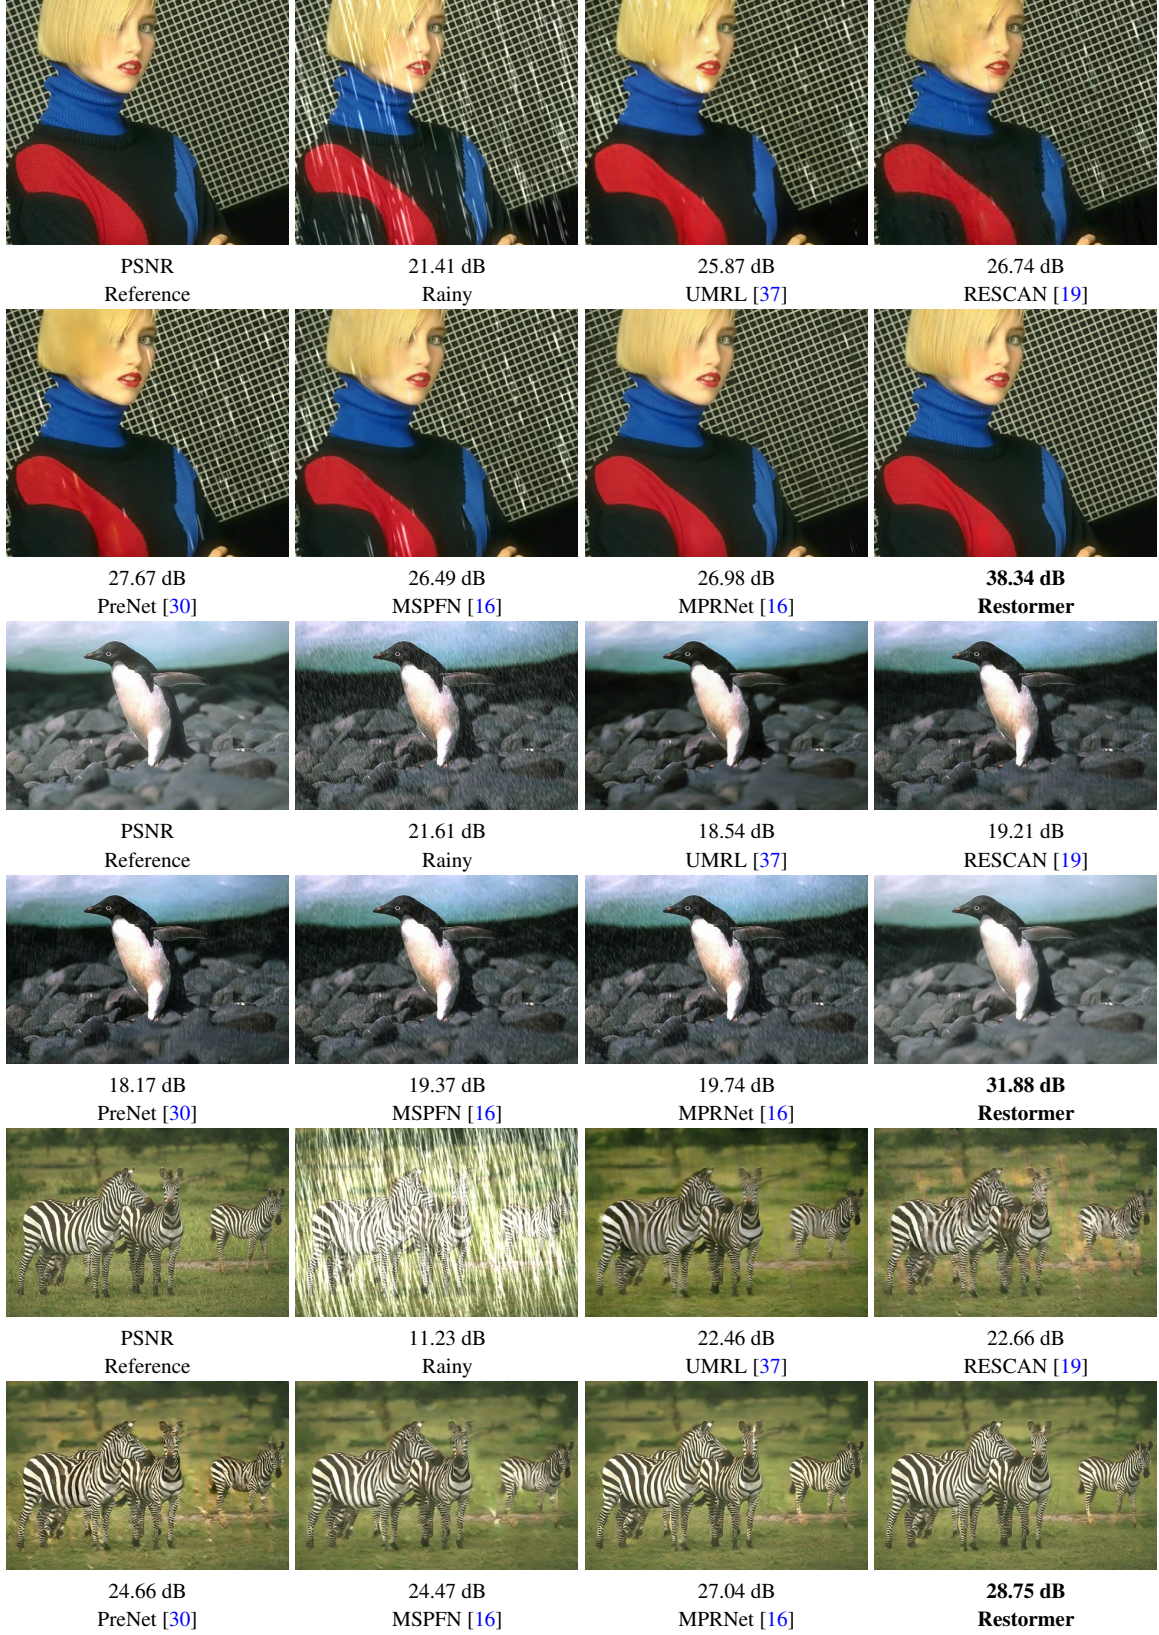 PSNR 21.41 dB 25.87 dB 26.74 dB
Reference Rainy UMRL [37] RESCAN [19]
27.67 dB 26.49 dB 26.98 dB 38.34 dB
PreNet [30] MSPFN [16] MPRNet [16] Restormer
PSNR 21.61 dB 18.54 dB 19.21 dB
Reference Rainy UMRL [37] RESCAN [19]
18.17 dB 19.37 dB 19.74 dB 31.88 dB
PreNet [30] MSPFN [16] MPRNet [16] Restormer
PSNR 11.23 dB 22.46 dB 22.66 dB
Reference Rainy UMRL [37] RESCAN [19]
24.66 dB 24.47 dB 27.04 dB 28.75 dB
PreNet [30] MSPFN [16] MPRNet [16] Restormer